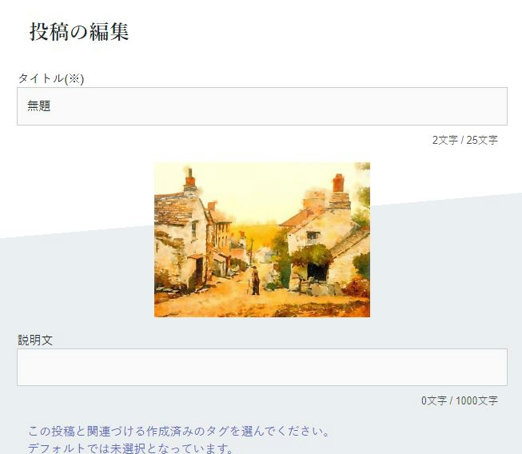 投稿の編集
タイトル(※)
無題
2文字 / 25文字
説明文
0文字 / 1000文字
この投稿と関連づける作成済みのタグを選んでください。
デフォルトでは未選択となっています。